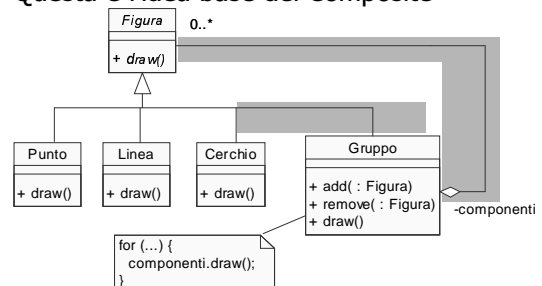 Questa è l'idea base del Composite
Figura
0..*
+ draw()
Punto
+ draw()
Linea
+ draw()
Cerchio
+ draw()
Gruppo
+ add( : Figura)
+ remove( : Figura)
+ draw()
-componenti
for (...) {
componenti.draw();
}